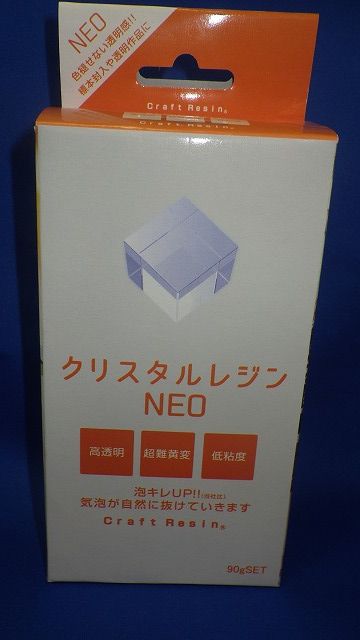 NEO
色褪せない透明感!!
標本封入や透明作品に
Craft Resin®
Craft Resin®
クリスタルレジン
NEO
高透明
超難黄変
低粘度
泡キレUP!!(当社比)
気泡が自然に抜けていきます
Craft Resin®
90gSET